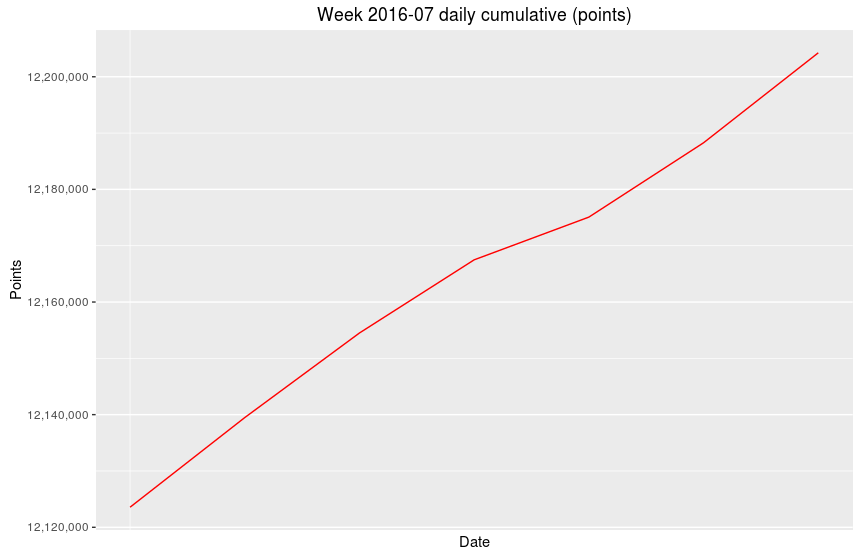 Week 2016-07 daily cumulative (points)
12,200,000
12,180,000
12,160,000
12,140,000
12,120,000
Points
Date